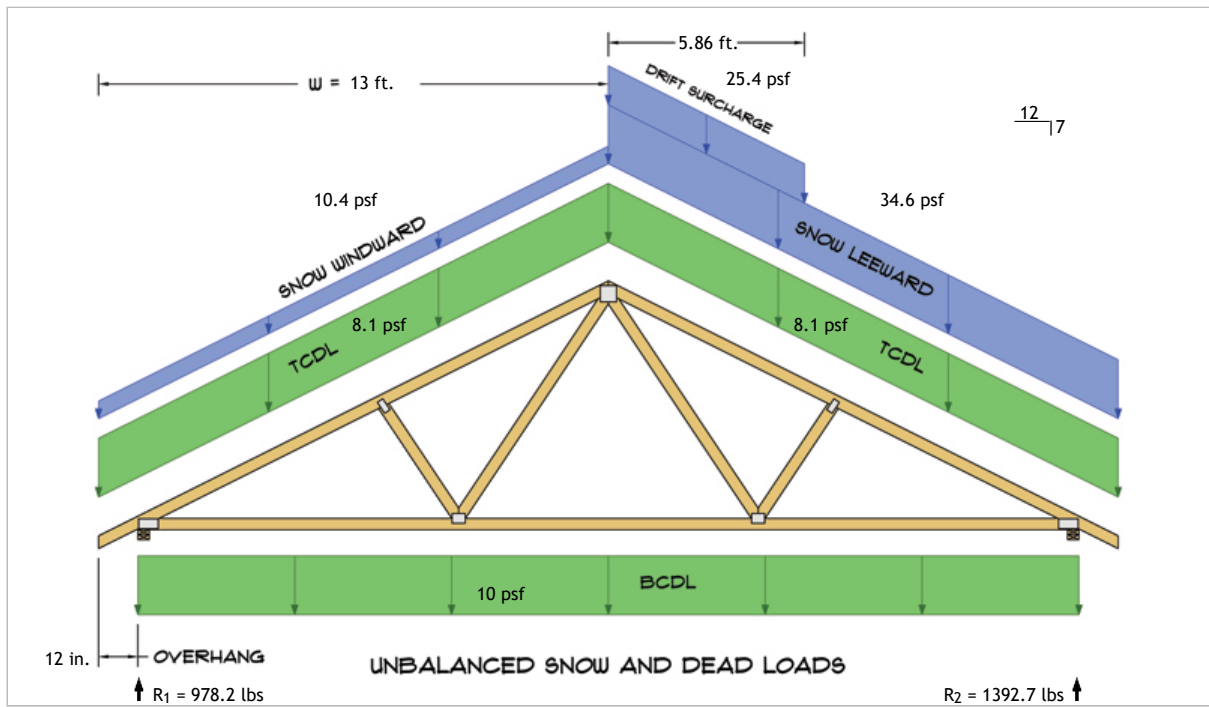 5.86 ft.
W = 13 ft.
DRIFT SURCHARGE
25.4 psf
12
7
10.4 psf
34.6 psf
SNOW WINDWARD
SNOW LEEWARD
TCDL
8.1 psf
8.1 psf
TCDL
10 psf
BCDL
12 in.
OVERHANG
UNBALANCED SNOW AND DEAD LOADS
R1 = 978.2 lbs
R2 = 1392.7 lbs